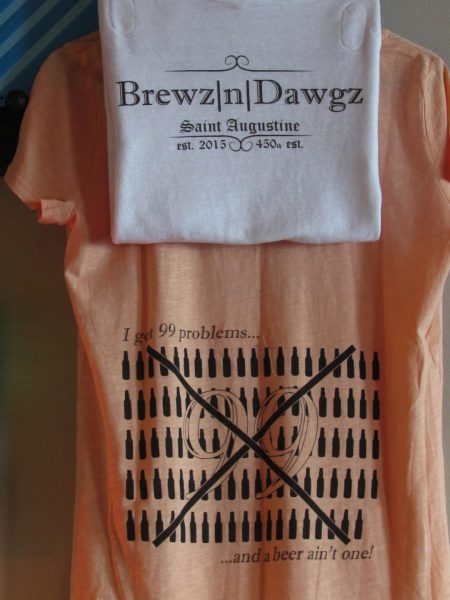 Brewz|n|Dawgz
Saint Augustine
est. 2015 450th est.
I got 99 problems...
99
...and a beer ain't one!